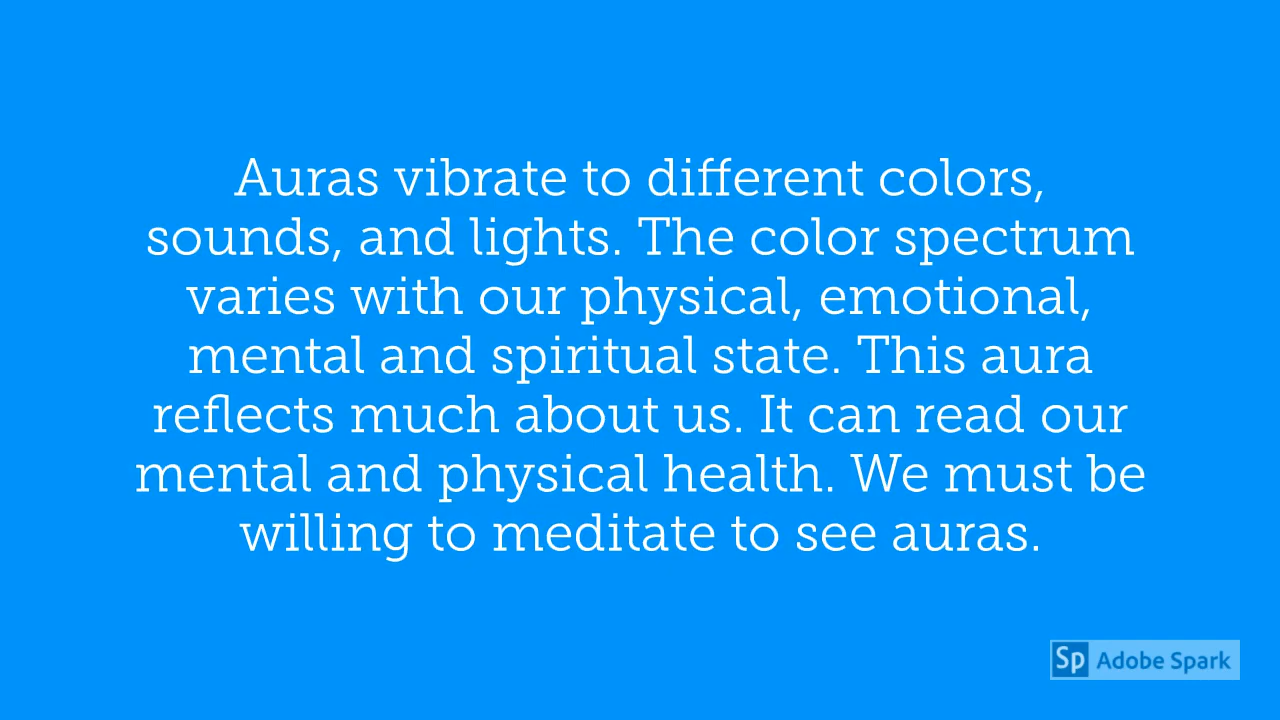 Auras vibrate to different colors,
sounds, and lights. The color spectrum
varies with our physical, emotional,
mental and spiritual state. This aura
reflects much about us. It can read our
mental and physical health. We must be
willing to meditate to see auras.
Sp Adobe Spark